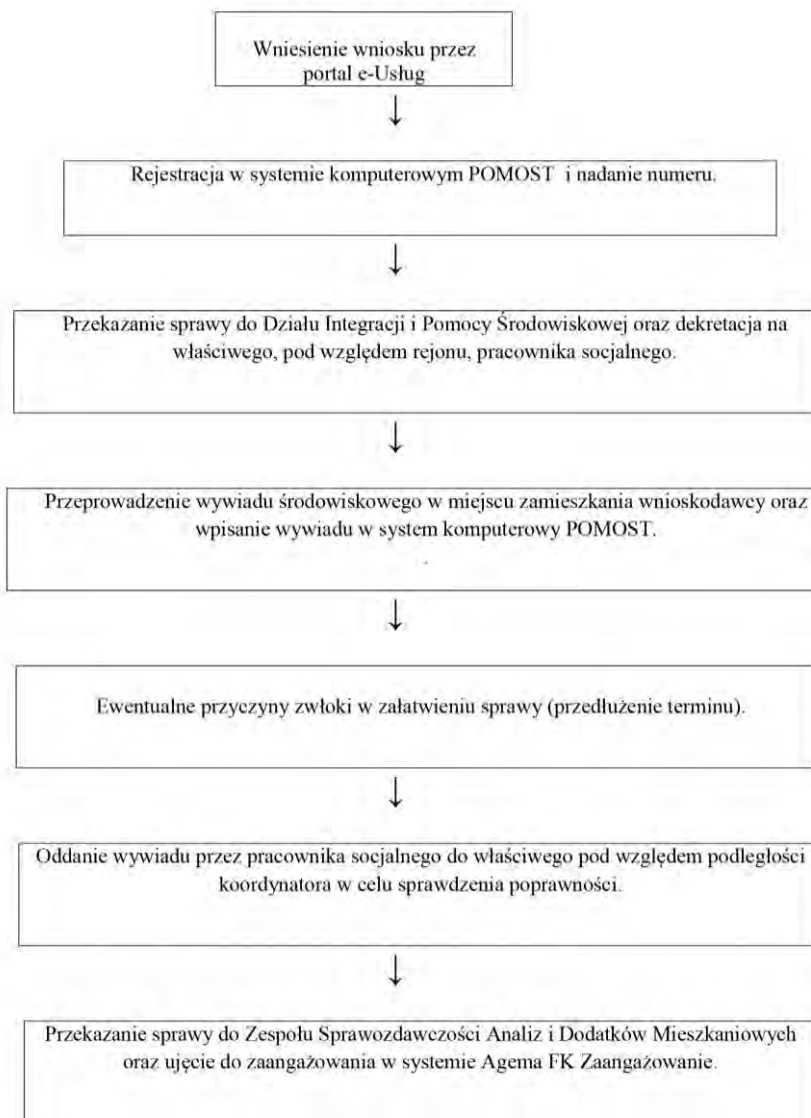 Wniesienie wniosku przez
portal e-Usług
↓
Rejestracja w systemie komputerowym POMOST i nadanie numeru.
↓
Przekazanie sprawy do Działu Integracji i Pomocy Środowiskowej oraz dekretacja na
właściwego, pod względem rejonu, pracownika socjalnego.
↓
Przeprowadzenie wywiadu środowiskowego w miejscu zamieszkania wnioskodawcy oraz
wpisanie wywiadu w system komputerowy POMOST.
↓
Ewentualne przyczyny zwłoki w załatwieniu sprawy (przedłużenie terminu).
↓
Oddanie wywiadu przez pracownika socjalnego do właściwego pod względem podległości
koordynatora w celu sprawdzenia poprawności.
↓
Przekazanie sprawy do Zespołu Sprawozdawczości Analiz i Dodatków Mieszkaniowych
oraz ujęcie do zaangażowania w systemie Agema FK Zaangażowanie.